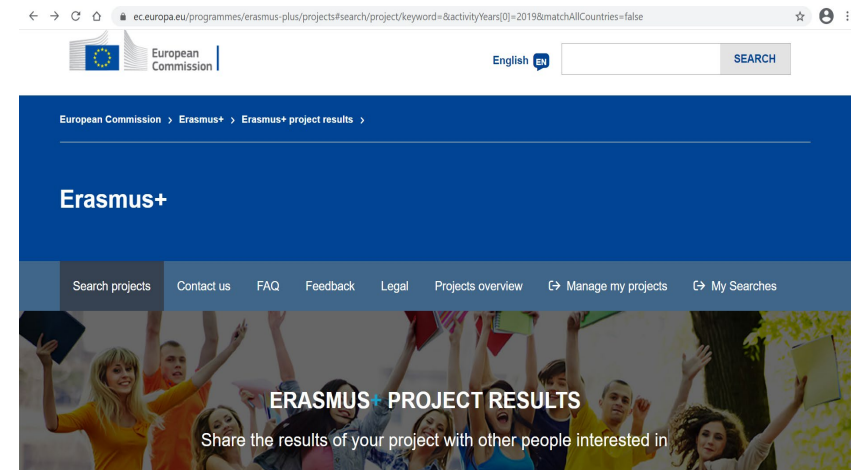 ec.europa.eu/programmes/erasmus-plus/projects#search/project/keyword=&activityYears[0]=2019&matchAllCountries=false
European
Commission
English EN
SEARCH
European Commission > Erasmus+ > Erasmus+ project results >
Erasmus+
Search projects Contact us FAQ Feedback Legal Projects overview Manage my projects My Searches
ERASMUS+ PROJECT RESULTS
Share the results of your project with other people interested in